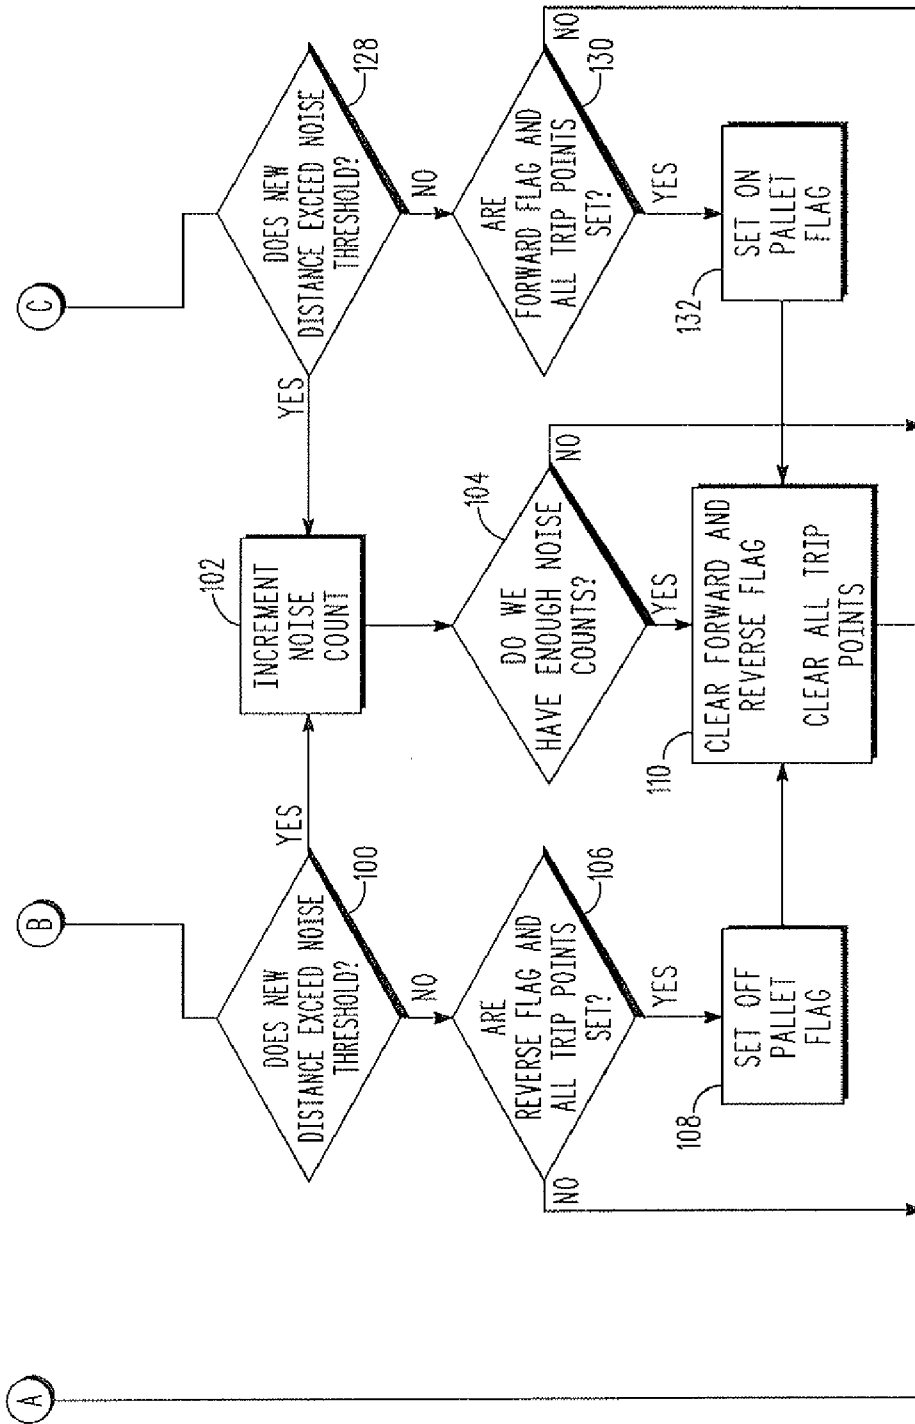 A
B
C
DOES NEW
DISTANCE EXCEED NOISE
THRESHOLD?
100
YES
NO
INCREMENT
NOISE
COUNT
102
DOES NEW
DISTANCE EXCEED NOISE
THRESHOLD?
128
YES
NO
ARE
REVERSE FLAG AND
ALL TRIP POINTS
SET?
106
NO
YES
DO WE
HAVE ENOUGH NOISE
COUNTS?
104
NO
YES
ARE
FORWARD FLAG AND
ALL TRIP POINTS
SET?
130
NO
YES
SET OFF
PALLET
FLAG
108
CLEAR FORWARD AND
REVERSE FLAG
CLEAR ALL TRIP
POINTS
110
SET ON
PALLET
FLAG
132